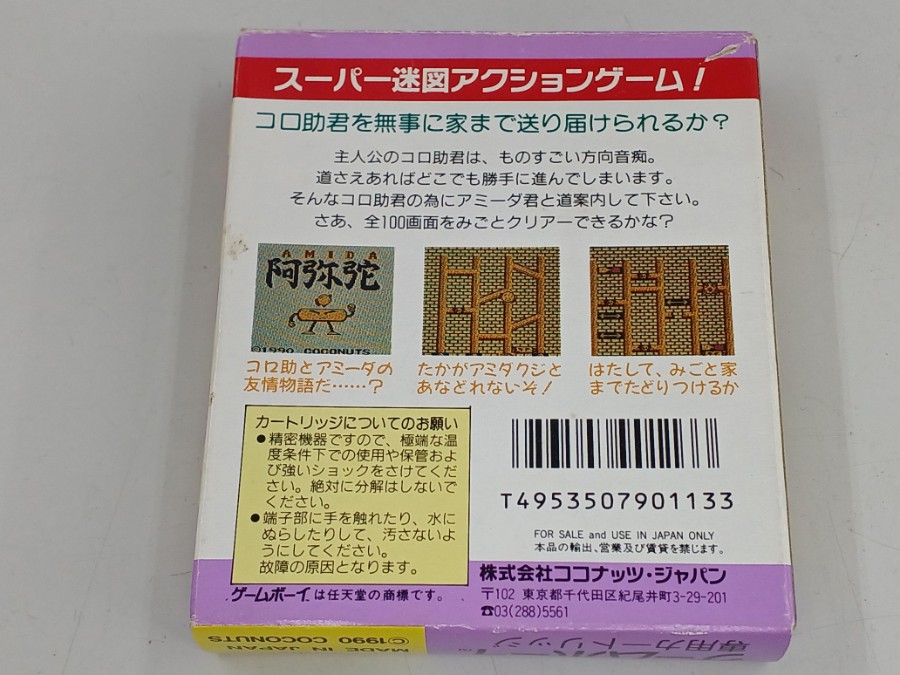 スーパー迷図アクションゲーム!
コロ助君を無事に家まで送り届けられるか?
主人公のコロ助君は、ものすごい方向音痴。
道さえあればどこでも勝手に進んでしまいます。
そんなコロ助君の為にアミーダ君と道案内して下さい。
さあ、全100画面をみごとクリアーできるかな?
AMIDA
阿弥陀
©1990 COCONUTS
コロ助とアミーダの
友情物語だ……?
たかがアミダクジと
あなどれないぞ!
はたして、みごと家
までたどりつけるか
カートリッジについてのお願い
●精密機器ですので、極端な温
度条件下での使用や保管およ
び強いショックをさけてくだ
さい。絶対に分解はしないで
ください。
●端子部に手を触れたり、水に
ぬらしたりして、汚さないよ
うにしてください。
故障の原因となります。
T4953507901133
FOR SALE and USE IN JAPAN ONLY
本品の輸出、営業及び賃貸を禁じます。
ゲームボーイは任天堂の商標です。
株式会社ココナッツ・ジャパン
〒102 東京都千代田区紀尾井町3-29-201
☎03(288)5561
MADE IN JAPAN
©1990 COCONUTS
ゲームボーイ™
専用カートリッジ